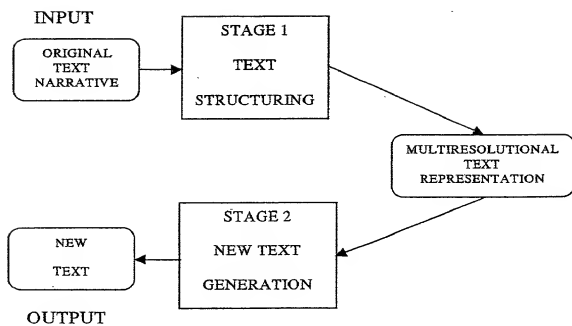 INPUT
ORIGINAL
TEXT
NARRATIVE
STAGE 1
TEXT
STRUCTURING
MULTIRESOLUTIONAL
TEXT
REPRESENTATION
STAGE 2
NEW TEXT
GENERATION
NEW
TEXT
OUTPUT